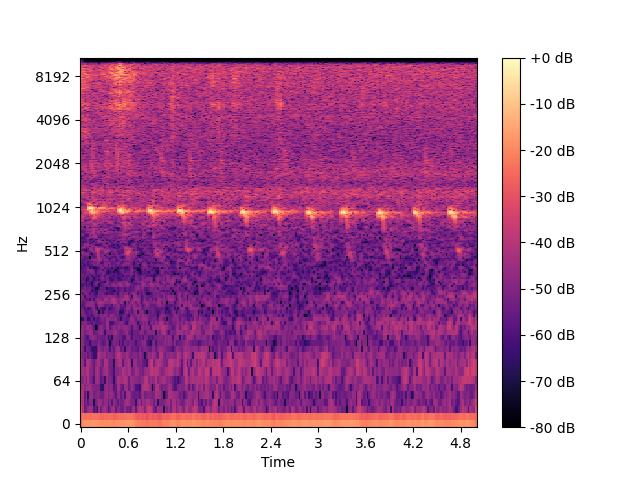 8192
4096
2048
1024
512
256
128
64
0
Hz
0 0.6 1.2 1.8 2.4 3 3.6 4.2 4.8
Time
+0 dB
-10 dB
-20 dB
-30 dB
-40 dB
-50 dB
-60 dB
-70 dB
-80 dB